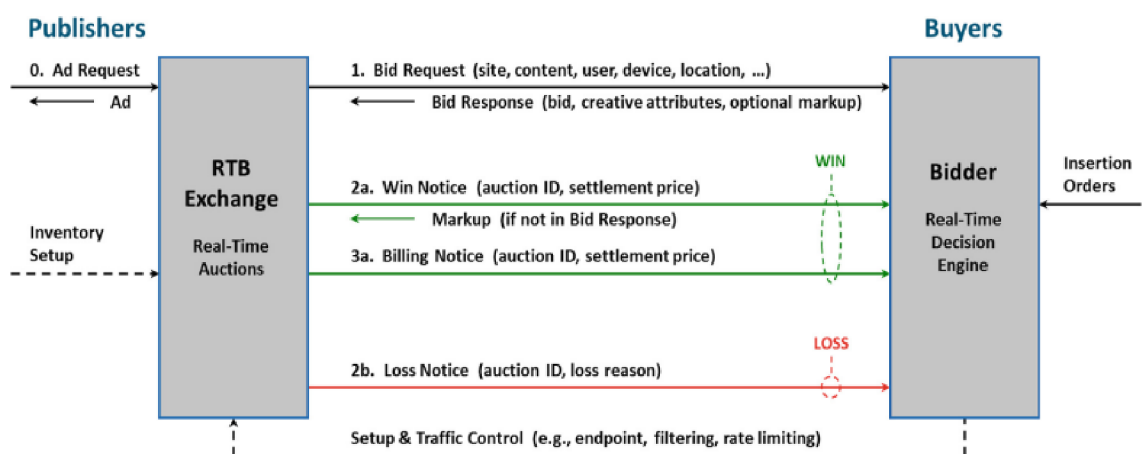 Publishers
Buyers
0. Ad Request
Ad
1. Bid Request (site, content, user, device, location, ...)
Bid Response (bid, creative attributes, optional markup)
RTB
Exchange
Real-Time
Auctions
WIN
Bidder
Real-Time
Decision
Engine
Insertion
Orders
2a. Win Notice (auction ID, settlement price)
Markup (if not in Bid Response)
Inventory
Setup
3a. Billing Notice (auction ID, settlement price)
LOSS
2b. Loss Notice (auction ID, loss reason)
Setup & Traffic Control (e.g., endpoint, filtering, rate limiting)